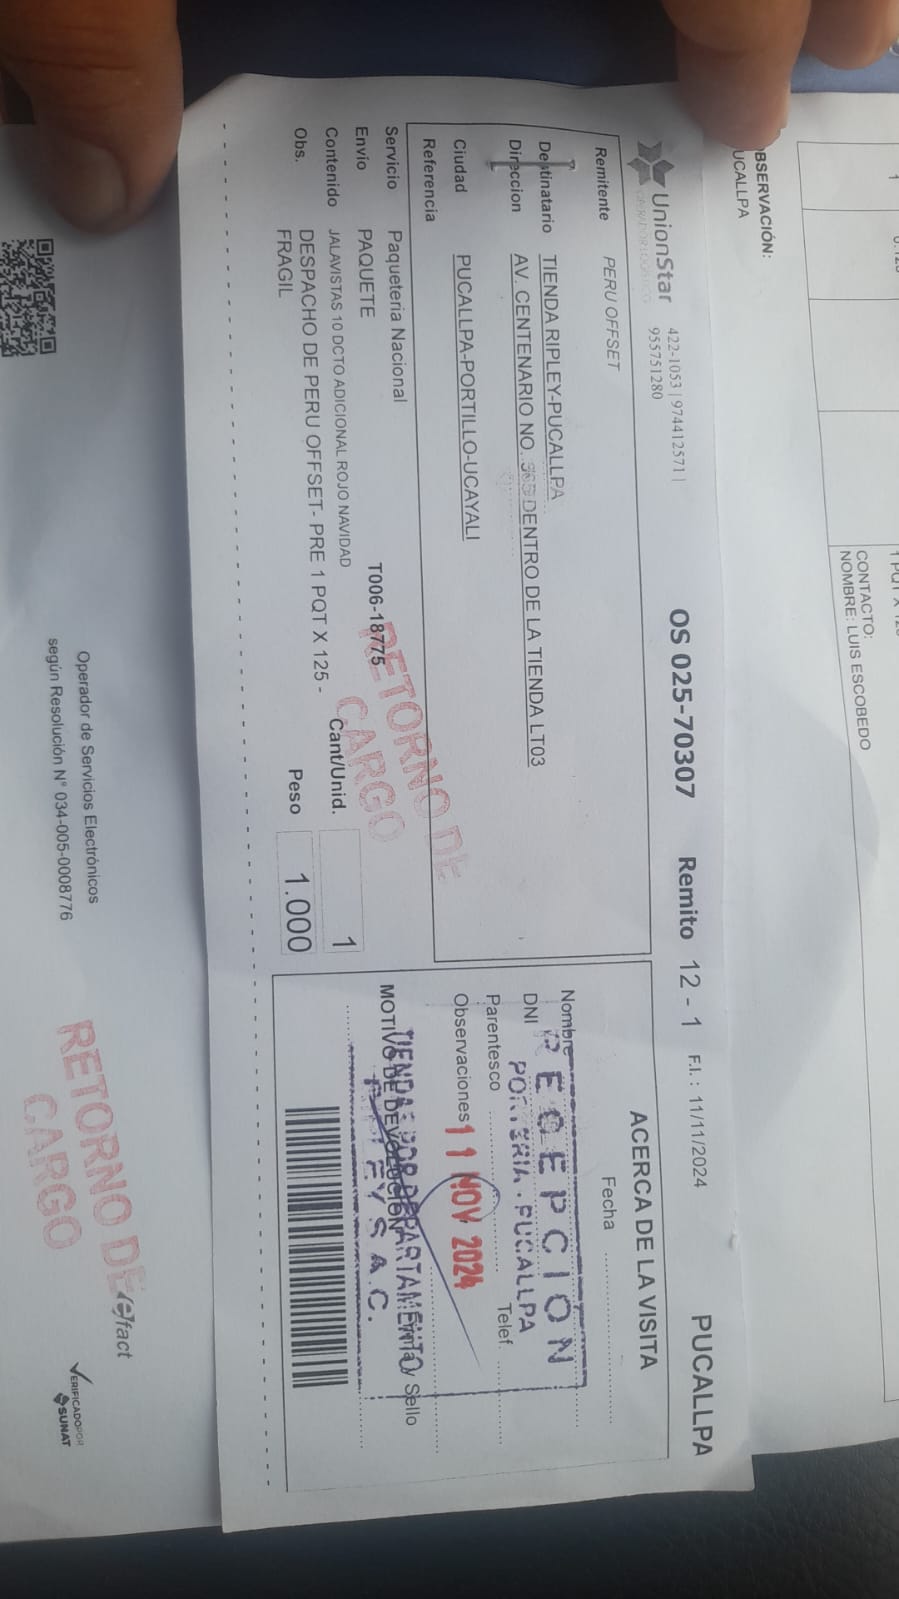 1
BSERVACIÓN:
UCALLPA
CONTACTO:
NOMBRE: LUIS ESCOBEDO
UnionStar
422-1053 | 974412571 |
955751280
OS 025-70307 Remito 12 - 1 F.I. : 11/11/2024 PUCALLPA
Remitente PERU OFFSET
Destinatario TIENDA RIPLEY-PUCALLPA
Direccion AV. CENTENARIO NO. DENTRO DE LA TIENDA LT03
Ciudad PUCALLPA-PORTILLO-UCAYALI
Referencia
Servicio Paqueteria Nacional
Envio PAQUETE T006-18775
Contenido JALAVISTAS 10 DCTO ADICIONAL ROJO NAVIDAD Cant/Unid. 1
Obs. DESPACHO DE PERU OFFSET- PRE 1 PQT X 125 - Peso 1.000
FRAGIL
RETORNO DE
CARGO
ACERCA DE LA VISITA
Fecha
Nombre
DNI
Parentesco Telef
Observaciones
MOTIVO DE DEVOLUCION Firma y Sello
RECEPCION
PORTERIA - PUCALLPA
11 NOV 2024
TIENDAS POR DEPARTAMENTO
RIPLEY S.A.C.
Operador de Servicios Electrónicos
según Resolución N° 034-005-0008776
RETORNO DE
CARGO
efact
VERIFICADO POR
SUNAT